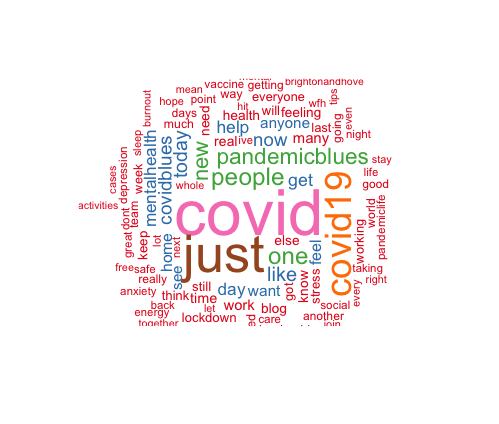 brightonandhove
vaccine getting
mean way everyone tips
hope point will feeling wfh
burnout days hit going even
much need health last night
help anyone many
real live now
sleep today new pandemicblues stay
mentalhealth covidblues people get life
cases depression week whole good
activities covid covid19 world pandemiclife
great dont team
keep home lot next just else feel working
see one
free safe like taking
really still day want got know stress right
anxiety think time every
back let work blog social
energy lockdown care another
together join